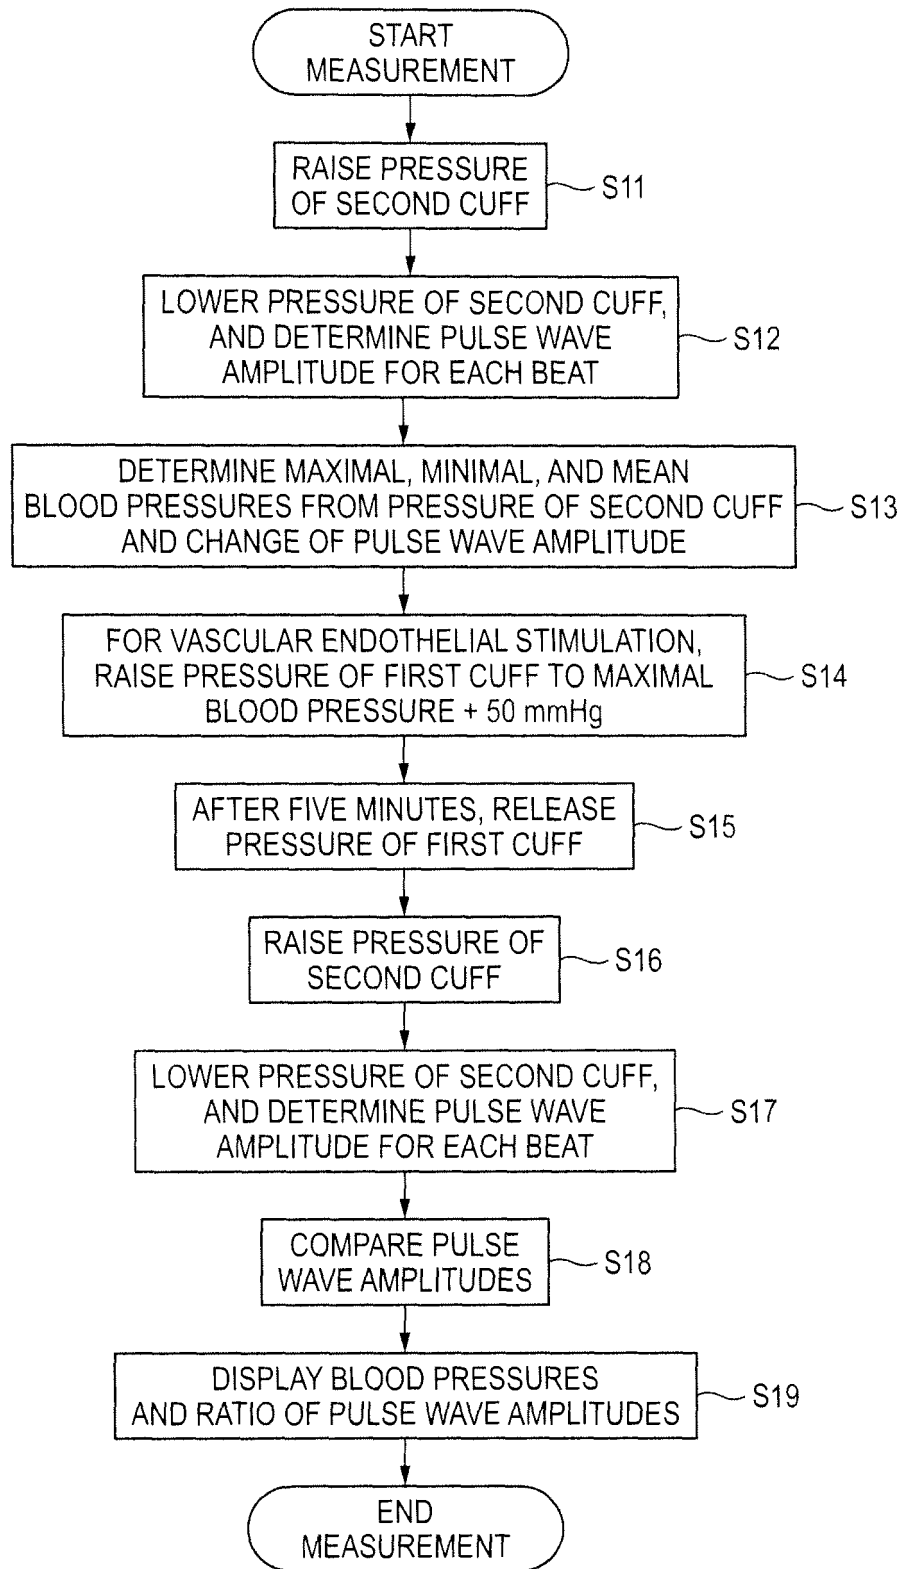 START
MEASUREMENT
RAISE PRESSURE
OF SECOND CUFF
S11
LOWER PRESSURE OF SECOND CUFF,
AND DETERMINE PULSE WAVE
AMPLITUDE FOR EACH BEAT
S12
DETERMINE MAXIMAL, MINIMAL, AND MEAN
BLOOD PRESSURES FROM PRESSURE OF SECOND CUFF
AND CHANGE OF PULSE WAVE AMPLITUDE
S13
FOR VASCULAR ENDOTHELIAL STIMULATION,
RAISE PRESSURE OF FIRST CUFF TO MAXIMAL
BLOOD PRESSURE + 50 mmHg
S14
AFTER FIVE MINUTES, RELEASE
PRESSURE OF FIRST CUFF
S15
RAISE PRESSURE OF
SECOND CUFF
S16
LOWER PRESSURE OF SECOND CUFF,
AND DETERMINE PULSE WAVE
AMPLITUDE FOR EACH BEAT
S17
COMPARE PULSE
WAVE AMPLITUDES
S18
DISPLAY BLOOD PRESSURES
AND RATIO OF PULSE WAVE AMPLITUDES
S19
END
MEASUREMENT